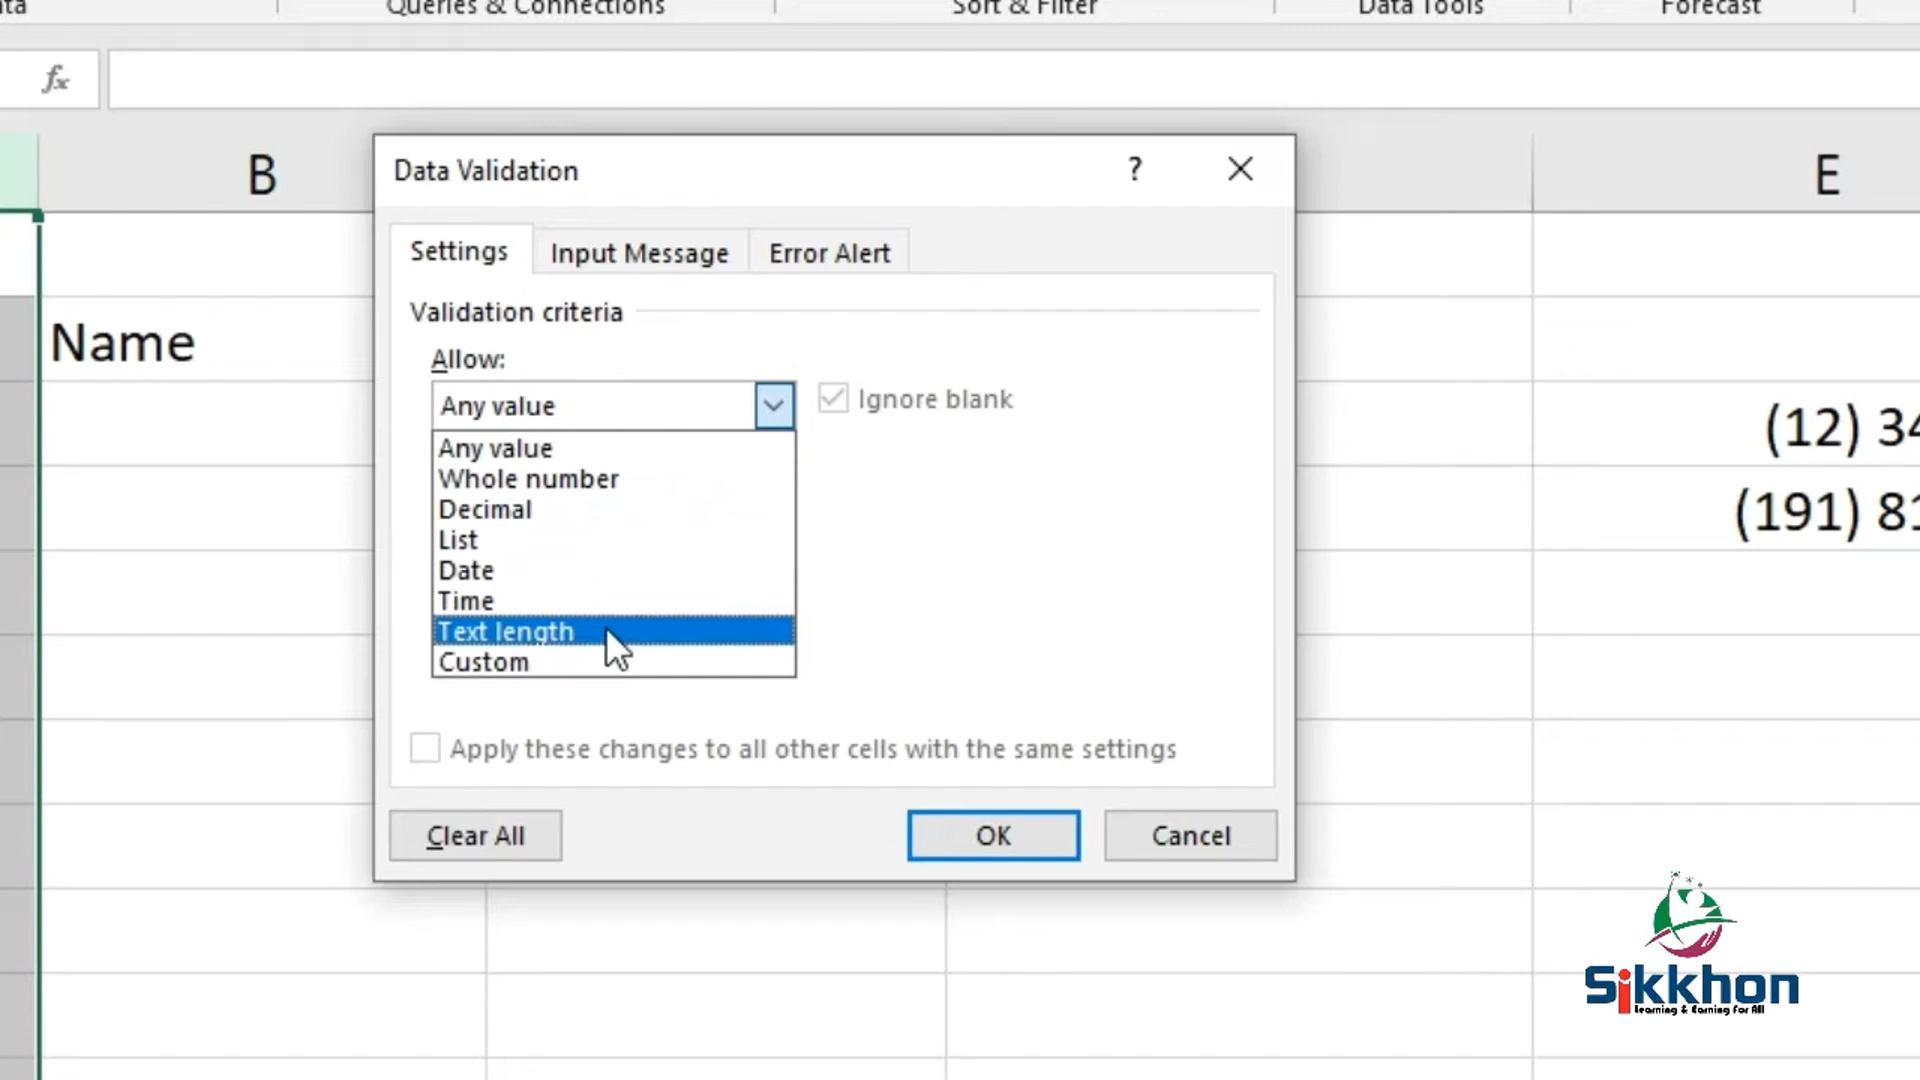 ta
Queries & Connections
Sort & Filter
Data Tools
Forecast
fx
B
E
Name
(12) 34
(191) 81
Data Validation
?
Settings
Input Message
Error Alert
Validation criteria
Allow:
Any value
Ignore blank
Any value
Whole number
Decimal
List
Date
Time
Text length
Custom
Apply these changes to all other cells with the same settings
Clear All
OK
Cancel
Sikkhon
Learning & Earning For All